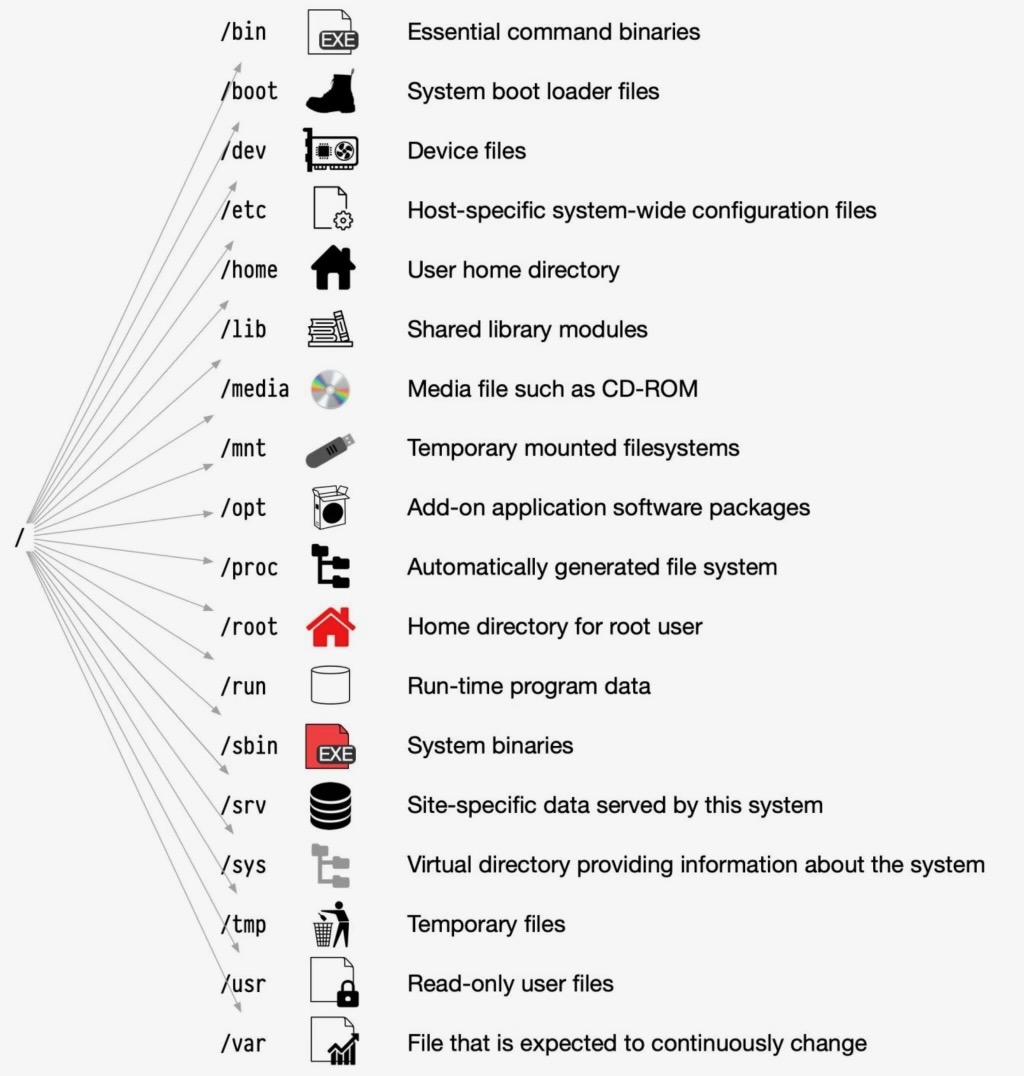 /bin EXE Essential command binaries
/boot System boot loader files
/dev Device files
/etc Host-specific system-wide configuration files
/home User home directory
/lib Shared library modules
/media Media file such as CD-ROM
/mnt Temporary mounted filesystems
/opt Add-on application software packages
/
/proc Automatically generated file system
/root Home directory for root user
/run Run-time program data
/sbin EXE System binaries
/srv Site-specific data served by this system
/sys Virtual directory providing information about the system
/tmp Temporary files
/usr Read-only user files
/var File that is expected to continuously change